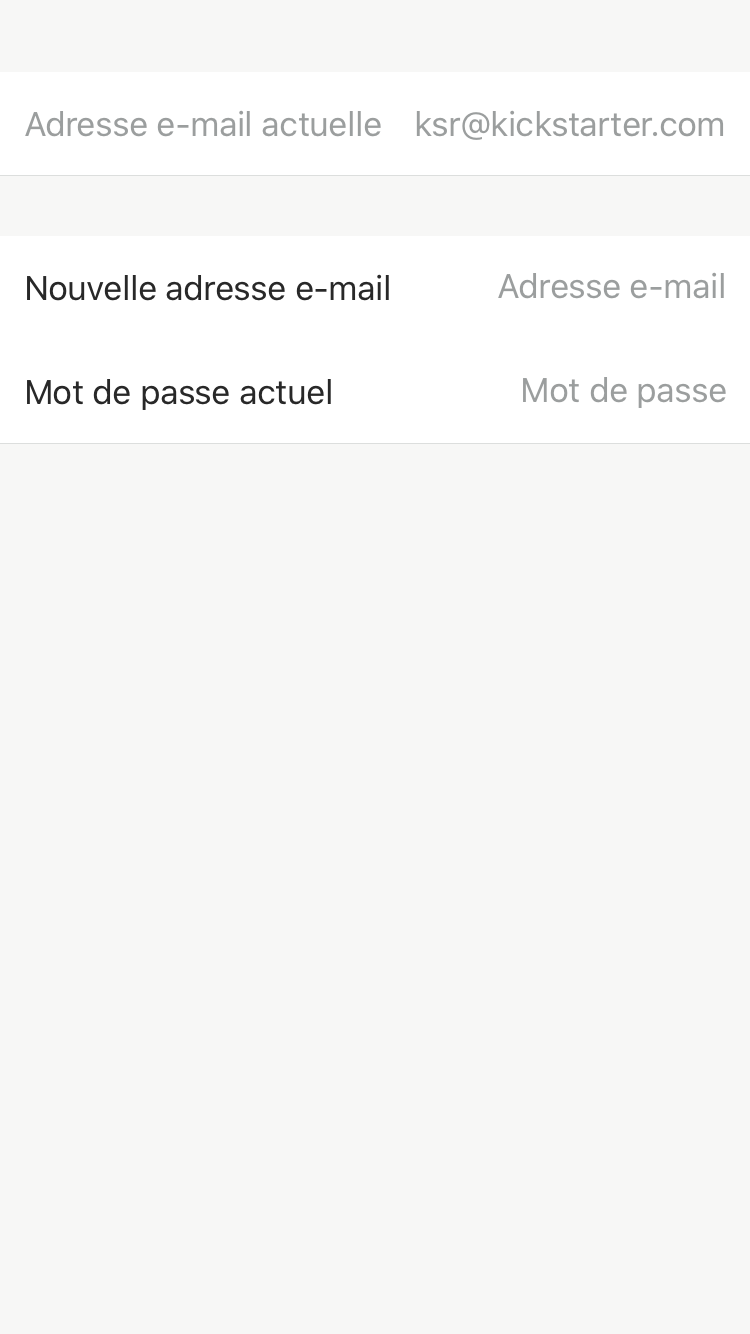 Adresse e-mail actuelle ksr@kickstarter.com
Nouvelle adresse e-mail Adresse e-mail
Mot de passe actuel Mot de passe